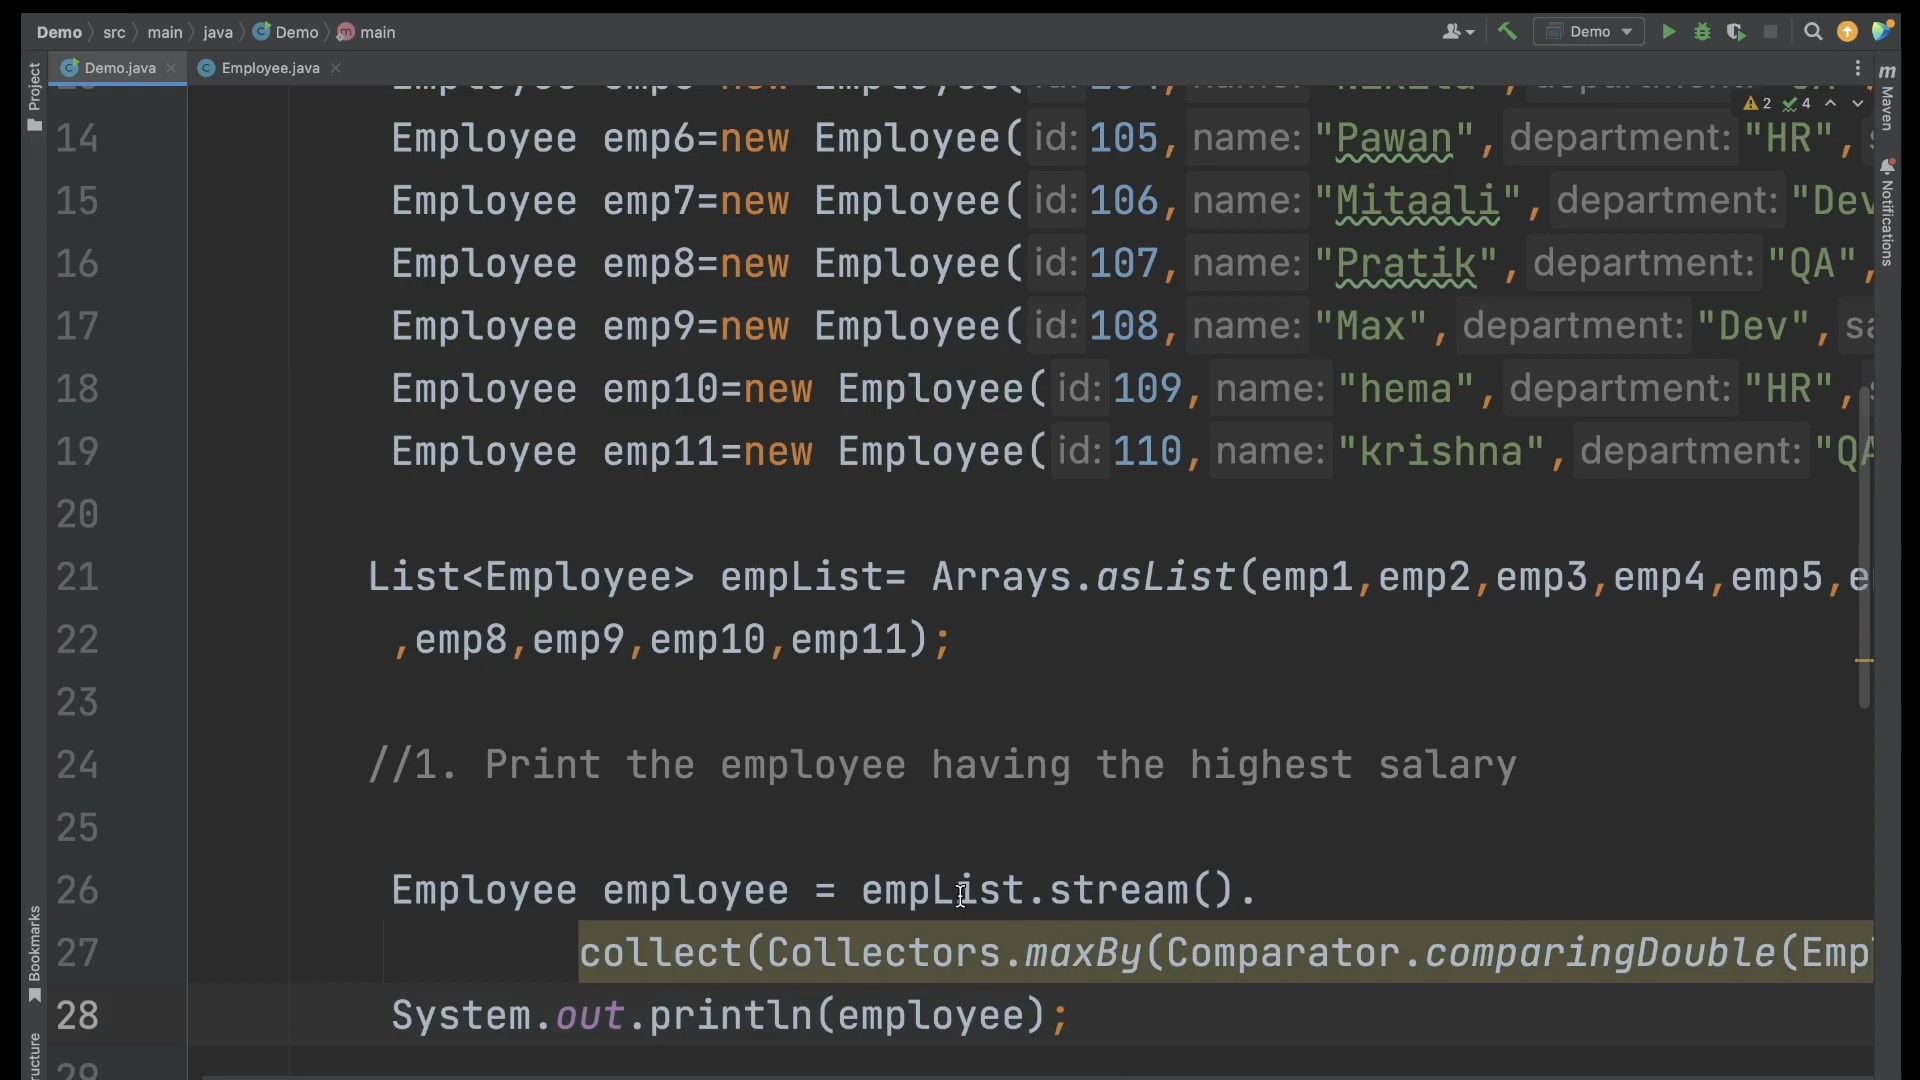 Demo src main java Demo main
Demo
Demo.java Employee.java
Project
2 4
Maven
Notifications
14 Employee emp6=new Employee( id: 105, name: "Pawan", department: "HR",
15 Employee emp7=new Employee( id: 106, name: "Mitaali", department: "Dev
16 Employee emp8=new Employee( id: 107, name: "Pratik", department: "QA",
17 Employee emp9=new Employee( id: 108, name: "Max", department: "Dev", sa
18 Employee emp10=new Employee( id: 109, name: "hema", department: "HR",
19 Employee emp11=new Employee( id: 110, name: "krishna", department: "QA
20
21 List<Employee> empList= Arrays.asList(emp1,emp2,emp3,emp4,emp5,e
22 ,emp8,emp9,emp10,emp11);
23
24 //1. Print the employee having the highest salary
25
26 Employee employee = empList.stream().
27 collect(Collectors.maxBy(Comparator.comparingDouble(Emp
28 System.out.println(employee);
29
Bookmarks
ructure